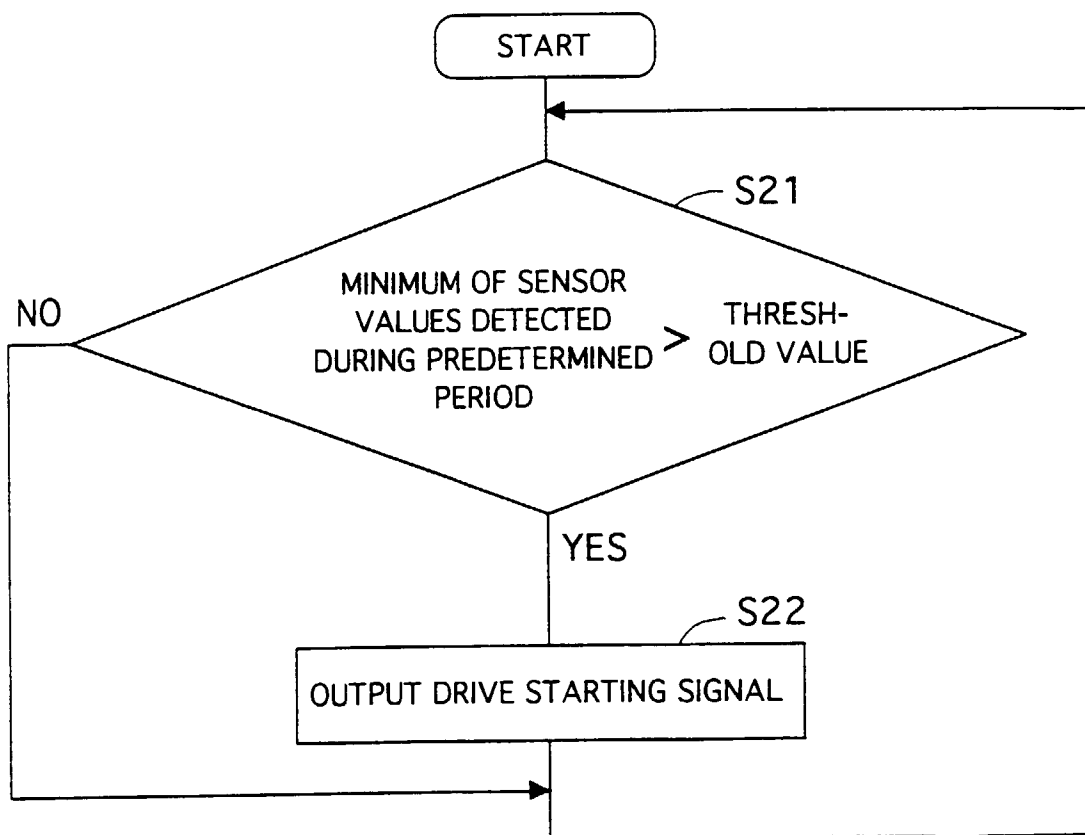 START
S21
MINIMUM OF SENSOR
VALUES DETECTED
DURING PREDETERMINED
PERIOD
>
THRESH-
OLD VALUE
NO
YES
S22
OUTPUT DRIVE STARTING SIGNAL